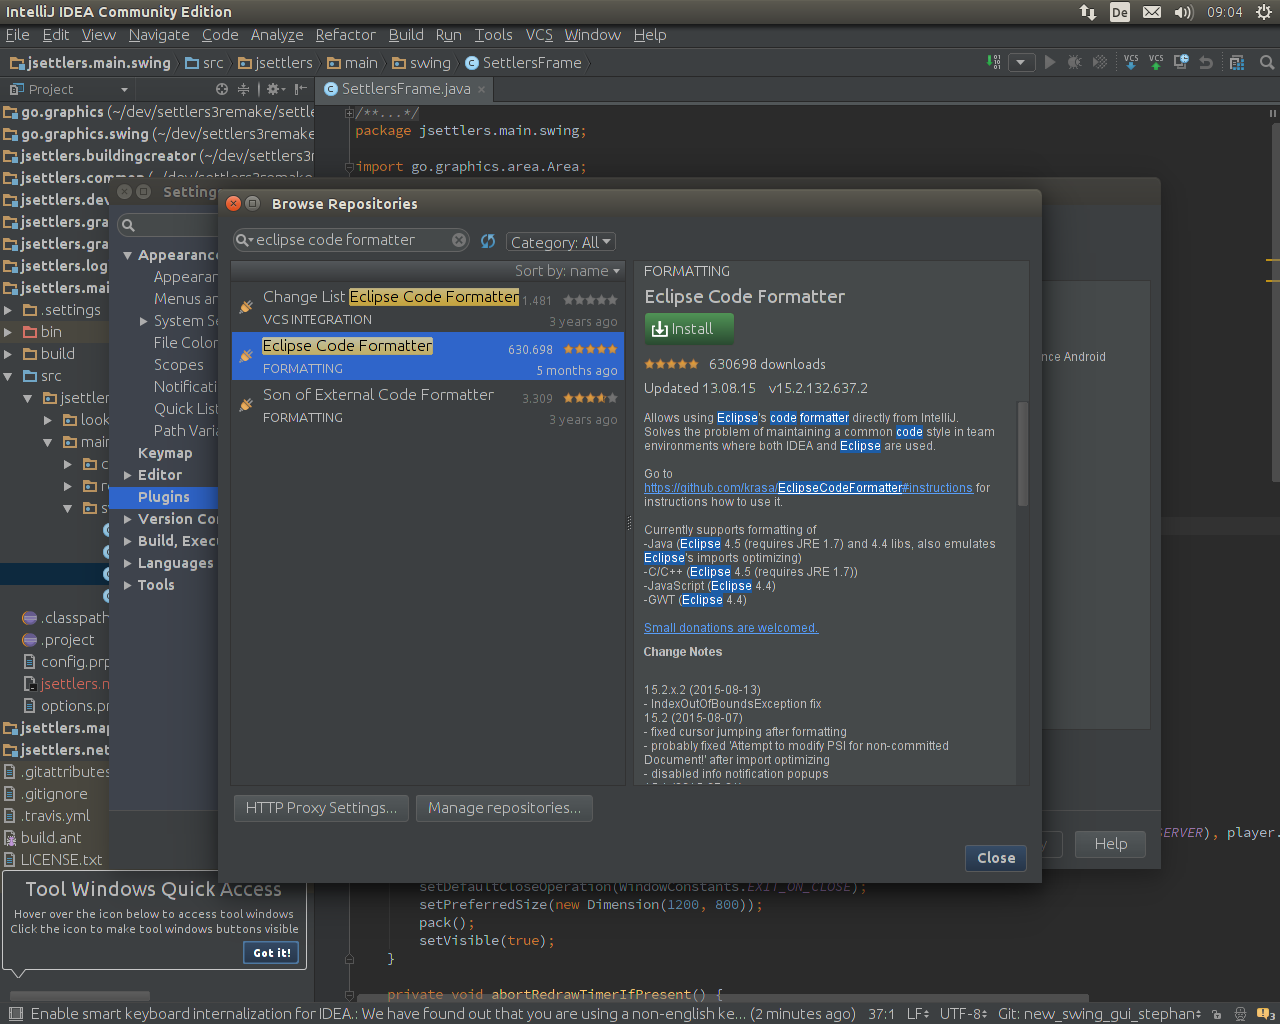 IntelliJ IDEA Community Edition
De
09:04
File Edit View Navigate Code Analyze Refactor Build Run Tools VCS Window Help
jsettlers.main.swing src jsettlers main swing SettlersFrame
VCS VCS
Project
SettlersFrame.java
go.graphics (~/dev/settlers3remake/settle
go.graphics.swing (~/dev/settlers3remake
jsettlers.buildingcreator (~/dev/settlers3
jsettlers.common (~/dev/settlers3remake
jsettlers.dev
jsettlers.gra
jsettlers.gra
jsettlers.log
jsettlers.mai
.settings
bin
build
src
jsettler
look
main
.classpath
.project
config.prp
jsettlers.m
options.pr
jsettlers.map
jsettlers.net
.gitattributes
.gitignore
.travis.yml
build.ant
LICENSE.txt
/**...*/
package jsettlers.main.swing;
import go.graphics.area.Area;
Setting
Appearance
Appearan
Menus an
System Se
File Color
Scopes
Notificati
Quick List
Path Varia
Keymap
Editor
Plugins
Version Con
Build, Execu
Languages
Tools
nce Android
Help
Browse Repositories
eclipse code formatter
Category: All
Sort by: name
Change List Eclipse Code Formatter 1.481
VCS INTEGRATION 3 years ago
Eclipse Code Formatter 630.698
FORMATTING 5 months ago
Son of External Code Formatter 3.309
FORMATTING 3 years ago
FORMATTING
Eclipse Code Formatter
Install
630698 downloads
Updated 13.08.15 v15.2.132.637.2
Allows using Eclipse's code formatter directly from IntelliJ.
Solves the problem of maintaining a common code style in team
environments where both IDEA and Eclipse are used.
Go to
https://github.com/krasa/EclipseCodeFormatter#instructions for
instructions how to use it.
Currently supports formatting of
-Java (Eclipse 4.5 (requires JRE 1.7) and 4.4 libs, also emulates
Eclipse's imports optimizing)
-C/C++ (Eclipse 4.5 (requires JRE 1.7))
-JavaScript (Eclipse 4.4)
-GWT (Eclipse 4.4)
Small donations are welcomed.
Change Notes
15.2.x.2 (2015-08-13)
- IndexOutOfBoundsException fix
15.2 (2015-08-07)
- fixed cursor jumping after formatting
- probably fixed 'Attempt to modify PSI for non-committed
Document!' after import optimizing
- disabled info notification popups
HTTP Proxy Settings...
Manage repositories...
Close
SERVER), player.
setDefaultCloseOperation(WindowConstants.EXIT_ON_CLOSE);
setPreferredSize(new Dimension(1200, 800));
pack();
setVisible(true);
}
private void abortRedrawTimerIfPresent() {
Tool Windows Quick Access
Hover over the icon below to access tool windows
Click the icon to make tool windows buttons visible
Got it!
Enable smart keyboard internalization for IDEA.: We have found out that you are using a non-english ke... (2 minutes ago) 37:1 LF UTF-8 Git: new_swing_gui_stephan 3